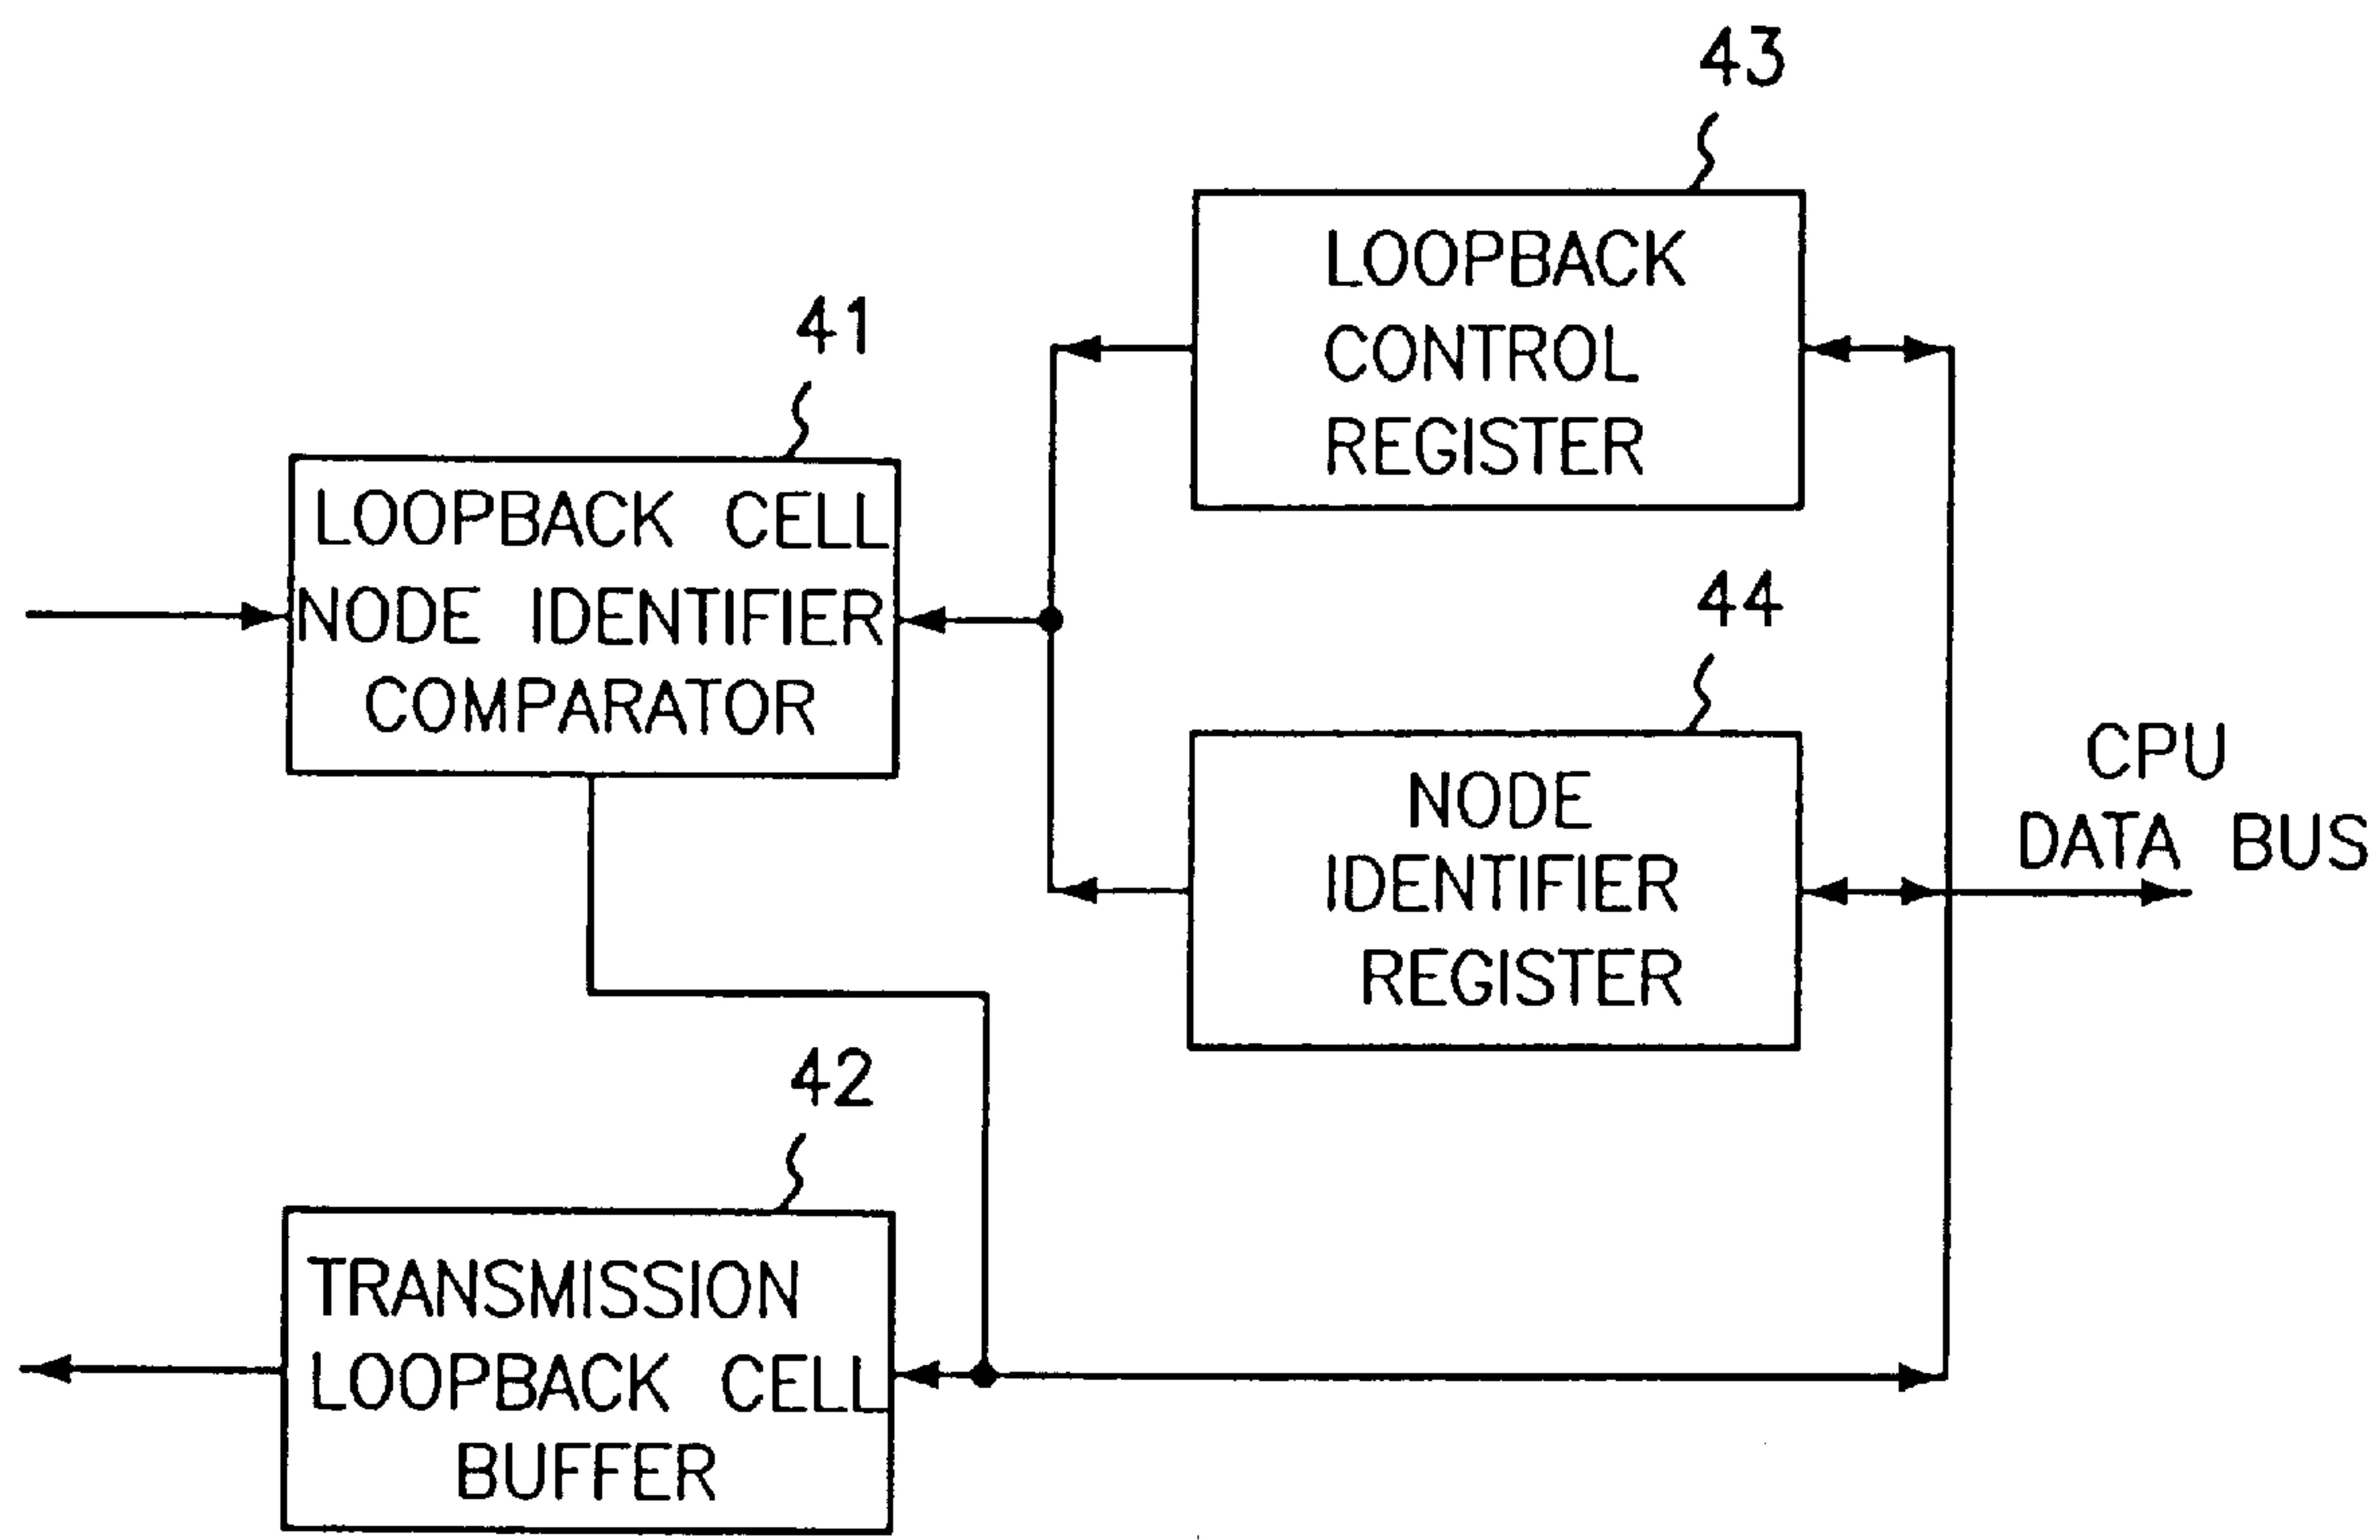 43
LOOPBACK
CONTROL
REGISTER
41
LOOPBACK CELL
NODE IDENTIFIER
COMPARATOR
44
NODE
IDENTIFIER
REGISTER
CPU
DATA BUS
42
TRANSMISSION
LOOPBACK CELL
BUFFER